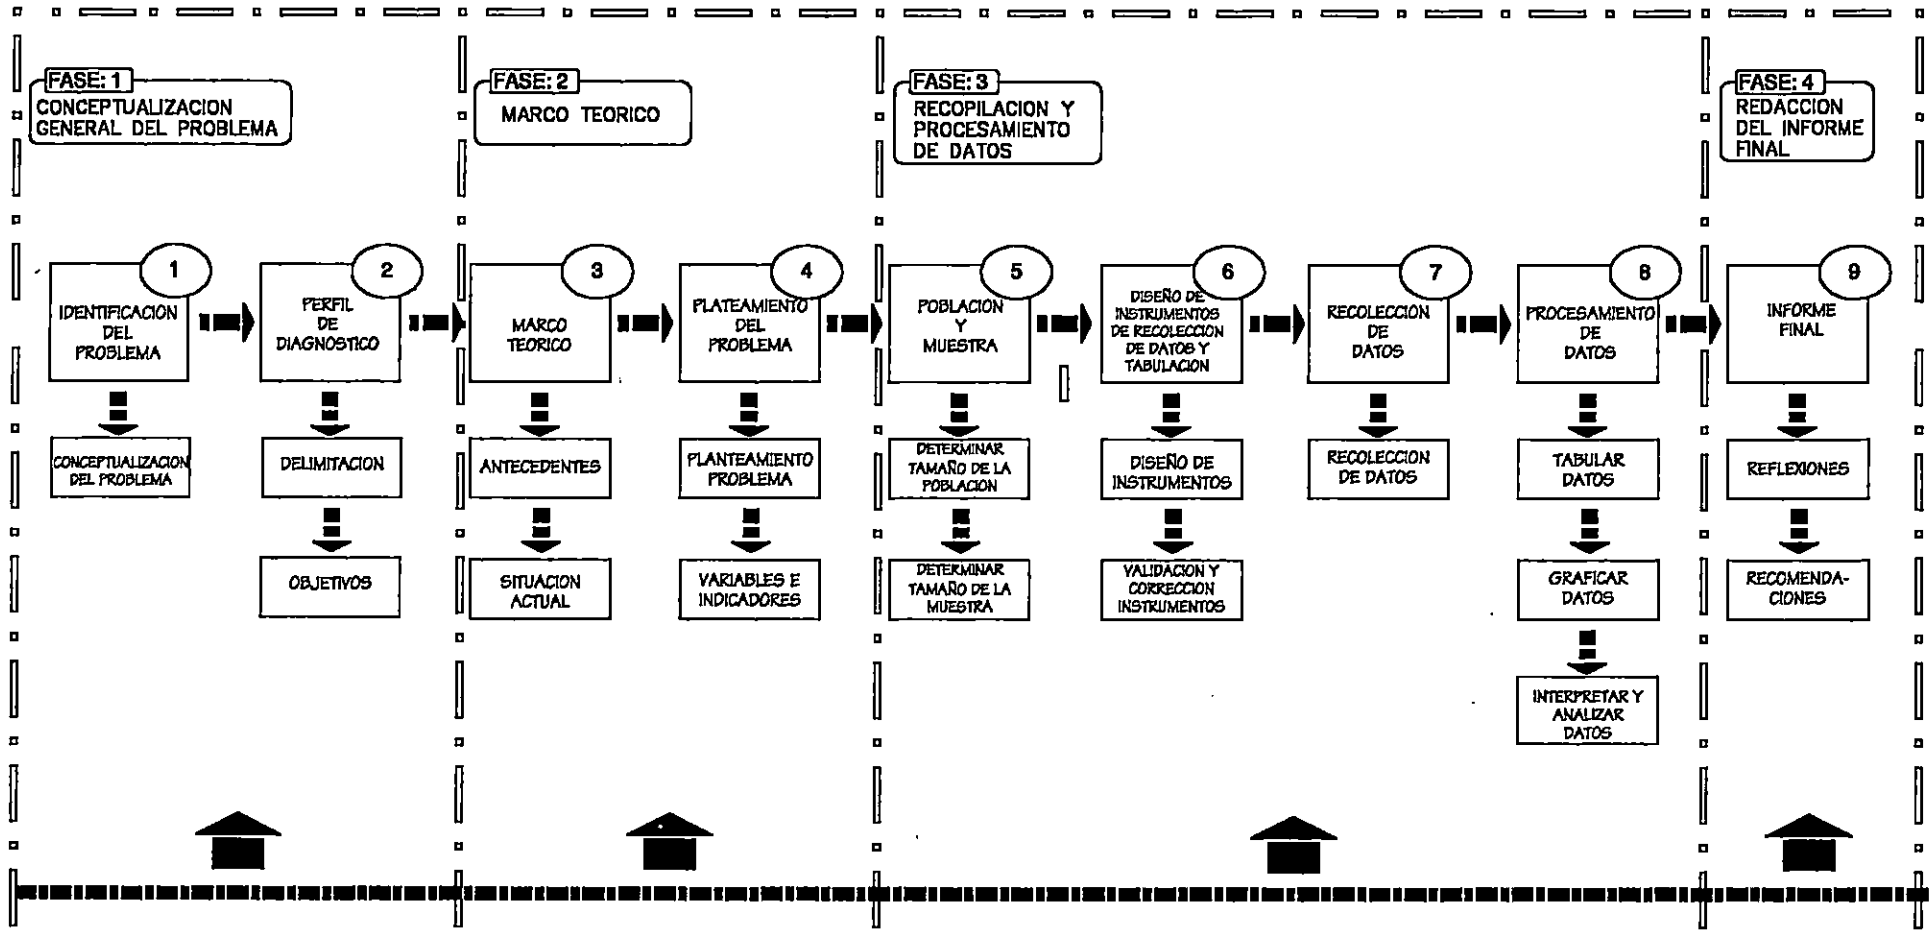 FASE: 1
CONCEPTUALIZACION
GENERAL DEL PROBLEMA
FASE: 2
MARCO TEORICO
FASE: 3
RECOPILACION Y
PROCESAMIENTO
DE DATOS
FASE: 4
REDACCION
DEL INFORME
FINAL
1
IDENTIFICACION
DEL
PROBLEMA
2
PERFIL
DE
DIAGNOSTICO
3
MARCO
TEORICO
4
PLATEAMIENTO
DEL
PROBLEMA
5
POBLACION
Y
MUESTRA
6
DISEÑO DE
INSTRUMENTOS
DE RECOLECCION
DE DATOS Y
TABULACION
7
RECOLECCION
DE
DATOS
8
PROCESAMIENTO
DE
DATOS
9
INFORME
FINAL
CONCEPTUALIZACION
DEL PROBLEMA
DELIMITACION
ANTECEDENTES
PLANTEAMIENTO
PROBLEMA
DETERMINAR
TAMAÑO DE LA
POBLACION
DISEÑO DE
INSTRUMENTOS
RECOLECCION
DE DATOS
TABULAR
DATOS
REFLEXIONES
OBJETIVOS
SITUACION
ACTUAL
VARIABLES E
INDICADORES
DETERMINAR
TAMAÑO DE LA
MUESTRA
VALIDACION Y
CORRECCION
INSTRUMENTOS
GRAFICAR
DATOS
RECOMENDA-
CIONES
INTERPRETAR Y
ANALIZAR
DATOS